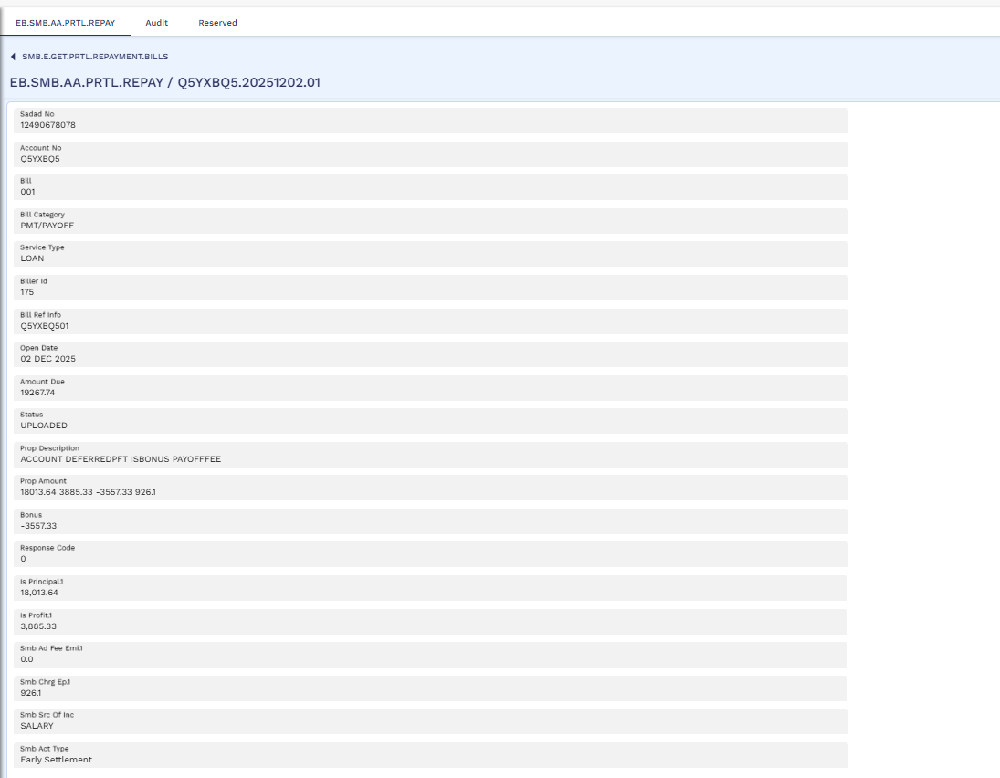 EB.SMB.AA.PRTL.REPAY Audit Reserved
SMB.E.GET.PRTL.REPAYMENT.BILLS
EB.SMB.AA.PRTL.REPAY / Q5YXBQ5.20251202.01
Sadad No
12490678078
Account No
Q5YXBQ5
Bill
001
Bill Category
PMT/PAYOFF
Service Type
LOAN
Biller Id
175
Bill Ref Info
Q5YXBQ501
Open Date
02 DEC 2025
Amount Due
19267.74
Status
UPLOADED
Prop Description
ACCOUNT DEFERREDPFT ISBONUS PAYOFFFEE
Prop Amount
18013.64 3885.33 -3557.33 926.1
Bonus
-3557.33
Response Code
0
Is Principal.1
18,013.64
Is Profit.1
3,885.33
Smb Ad Fee Emi.1
0.0
Smb Chrg Ep.1
926.1
Smb Src Of Inc
SALARY
Smb Act Type
Early Settlement